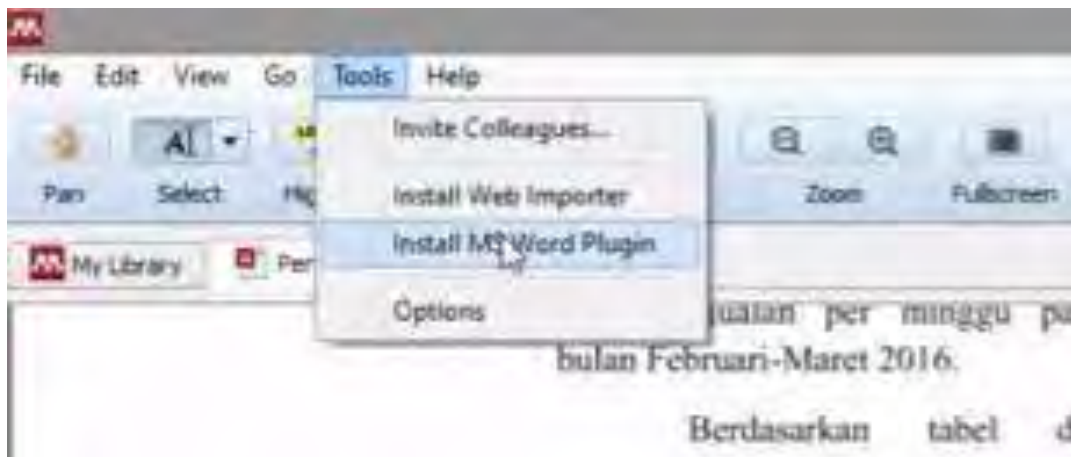 File Edit View Go Tools Help
Invite Colleagues...
Install Web Importer
Install MS Word Plugin
Options
Pan Select Zoom Fullscreen
My Library
per minggu
bulan Februari-Maret 2016.
Berdasarkan tabel